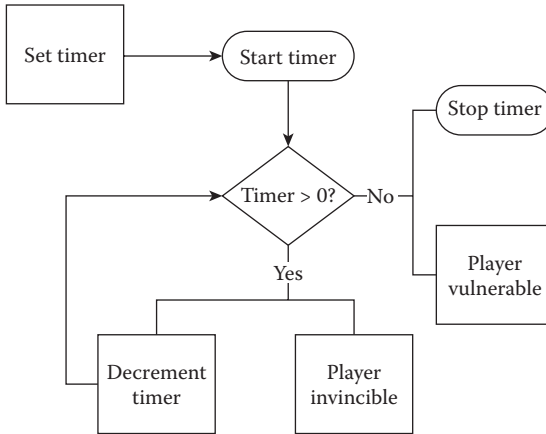 Set timer
Start timer
Stop timer
Timer > 0?
No
Yes
Player
vulnerable
Decrement
timer
Player
invincible